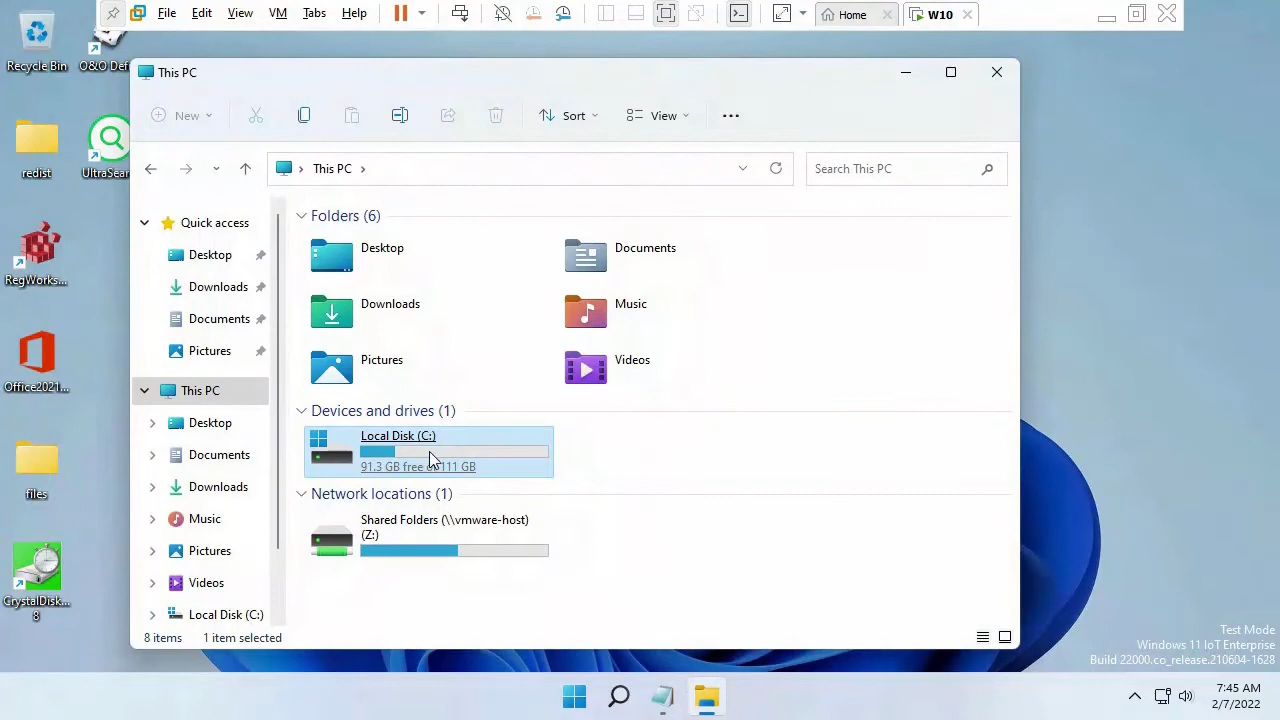 File Edit View VM Tabs Help Home W10
Recycle Bin
O&O Def
redist
UltraSear
RegWorks...
Office2021...
files
CrystalDisk...
8
This PC
New Sort View
This PC
Search This PC
Quick access
Desktop
Downloads
Documents
Pictures
This PC
Desktop
Documents
Downloads
Music
Pictures
Videos
Local Disk (C:)
Folders (6)
Desktop
Documents
Downloads
Music
Pictures
Videos
Devices and drives (1)
Local Disk (C:)
91.3 GB free of 111 GB
Network locations (1)
Shared Folders (\\vmware-host)
(Z:)
8 items 1 item selected
Test Mode
Windows 11 IoT Enterprise
Build 22000.co_release.210604-1628
7:45 AM
2/7/2022